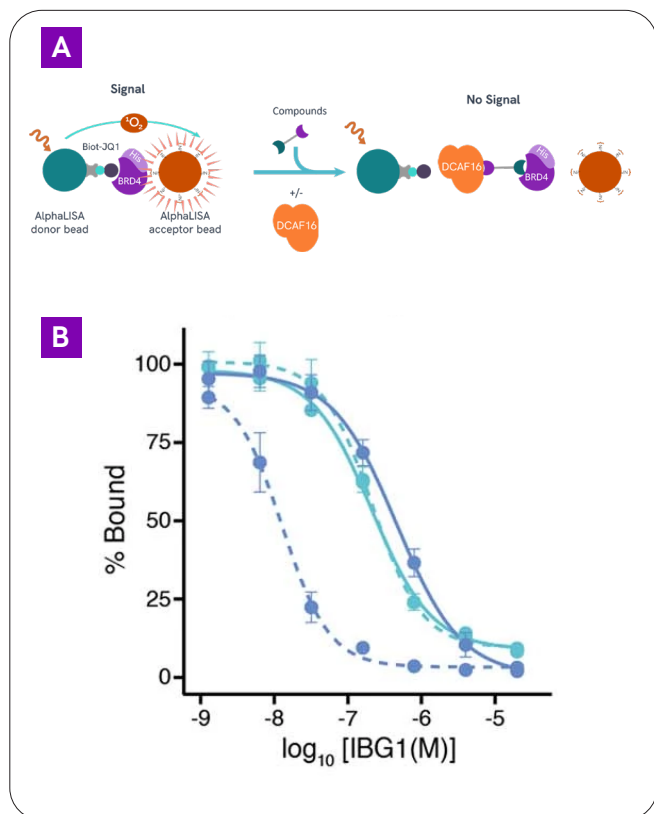 A
Signal
No Signal
Compounds
¹O₂
Biot-JQ1
His
BRD4
DCAF16
His
BRD4
+/-
AlphaLISA
donor bead
AlphaLISA
acceptor bead
DCAF16
B
% Bound
100
75
50
25
0
-9
-8
-7
-6
-5
log₁₀ [IBG1(M)]